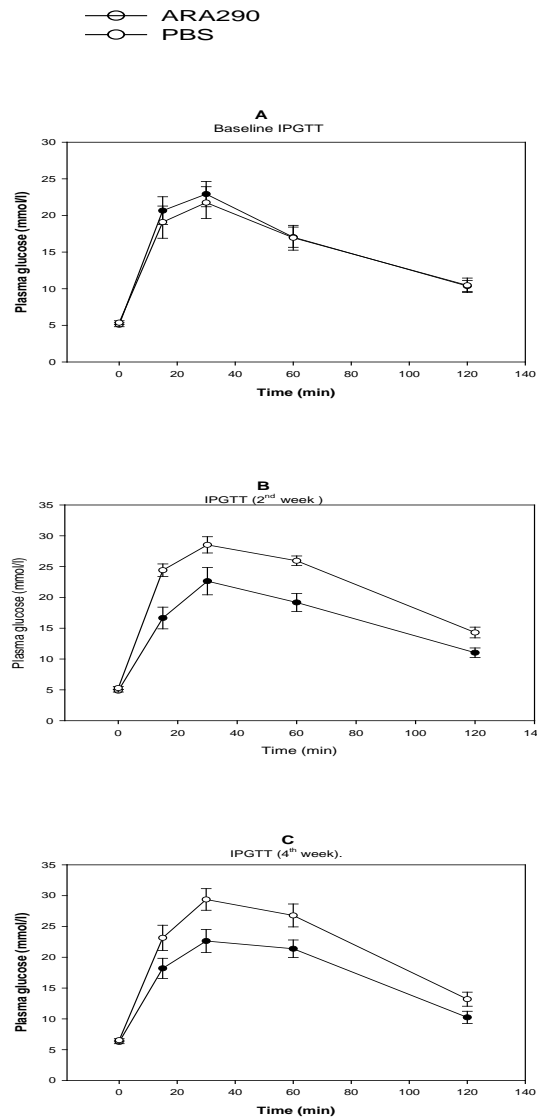 ARA290
PBS
A
Baseline IPGTT
Plasma glucose (mmol/l)
30
25
20
15
10
5
0
0 20 40 60 80 100 120 140
Time (min)
B
IPGTT (2nd week )
Plasma glucose (mmol/l)
35
30
25
20
15
10
5
0
0 20 40 60 80 100 120 140
Time (min)
C
IPGTT (4th week).
Plasma glucose (mmol/l)
35
30
25
20
15
10
5
0
0 20 40 60 80 100 120 140
Time (min)